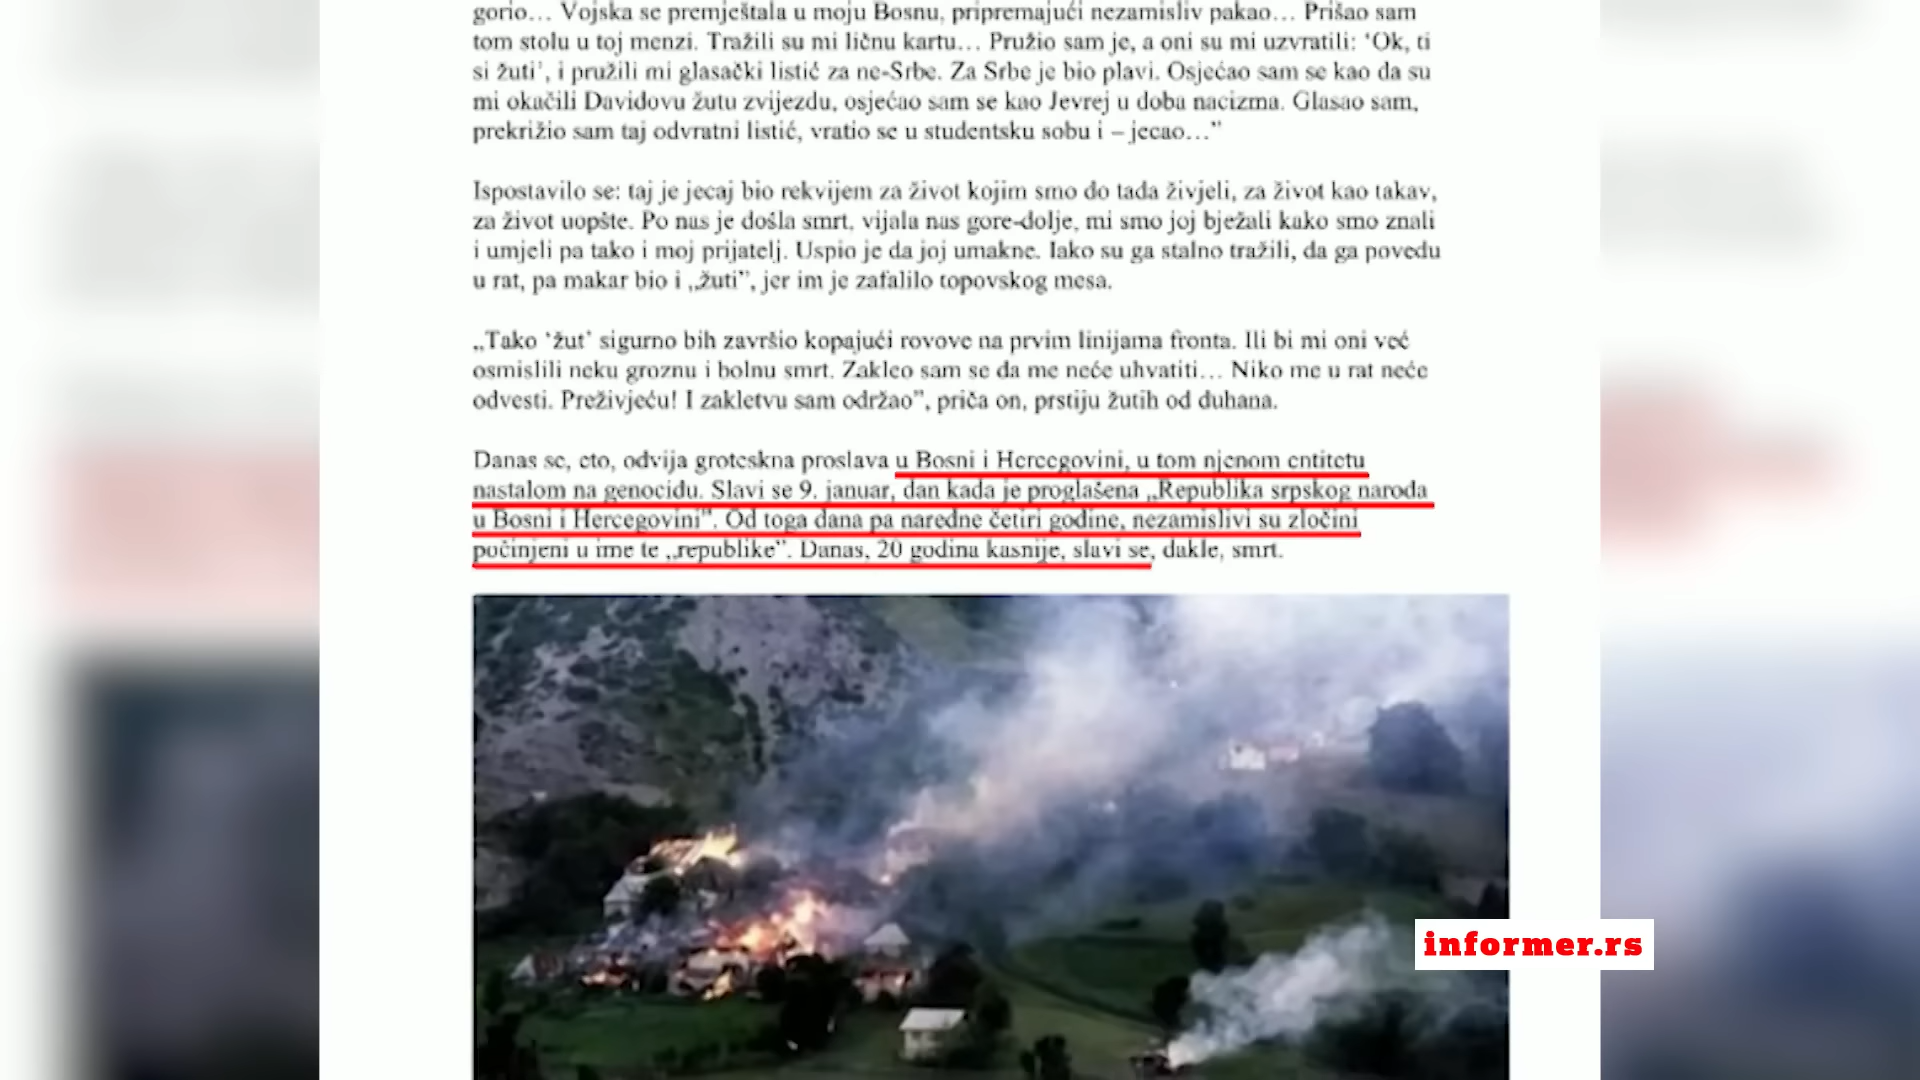 gorio… Vojska se premještala u moju Bosnu, pripremajući nezamisliv pakao… Prišao sam
tom stolu u toj menzi. Tražili su mi ličnu kartu… Pružio sam je, a oni su mi uzvratili: ‘Ok, ti
si žuti’, i pružili mi glasački listić za ne-Srbe. Za Srbe je bio plavi. Osjećao sam se kao da su
mi okačili Davidovu žutu zvijezdu, osjećao sam se kao Jevrej u doba nacizma. Glasao sam,
prekrižio sam taj odvratni listić, vratio se u studentsku sobu i – jecao…”
Ispostavilo se: taj je jecaj bio rekvijem za život kojim smo do tada živjeli, za život kao takav,
za život uopšte. Po nas je došla smrt, vijala nas gore-dolje, mi smo joj bježali kako smo znali
i umjeli pa tako i moj prijatelj. Uspio je da joj umakne. Iako su ga stalno tražili, da ga povedu
u rat, pa makar bio i „žuti”, jer im je zafalilo topovskog mesa.
„Tako ‘žut’ sigurno bih završio kopajući rovove na prvim linijama fronta. Ili bi mi oni već
osmislili neku groznu i bolnu smrt. Zakleo sam se da me neće uhvatiti… Niko me u rat neće
odvesti. Preživjeću! I zakletvu sam održao”, priča on, prstiju žutih od duhana.
Danas se, eto, odvija groteskna proslava u Bosni i Hercegovini, u tom njenom entitetu
nastalom na genocidu. Slavi se 9. januar, dan kada je proglašena „Republika srpskog naroda
u Bosni i Hercegovini”. Od toga dana pa naredne četiri godine, nezamislivi su zločini
počinjeni u ime te „republike”. Danas, 20 godina kasnije, slavi se, dakle, smrt.
informer.rs